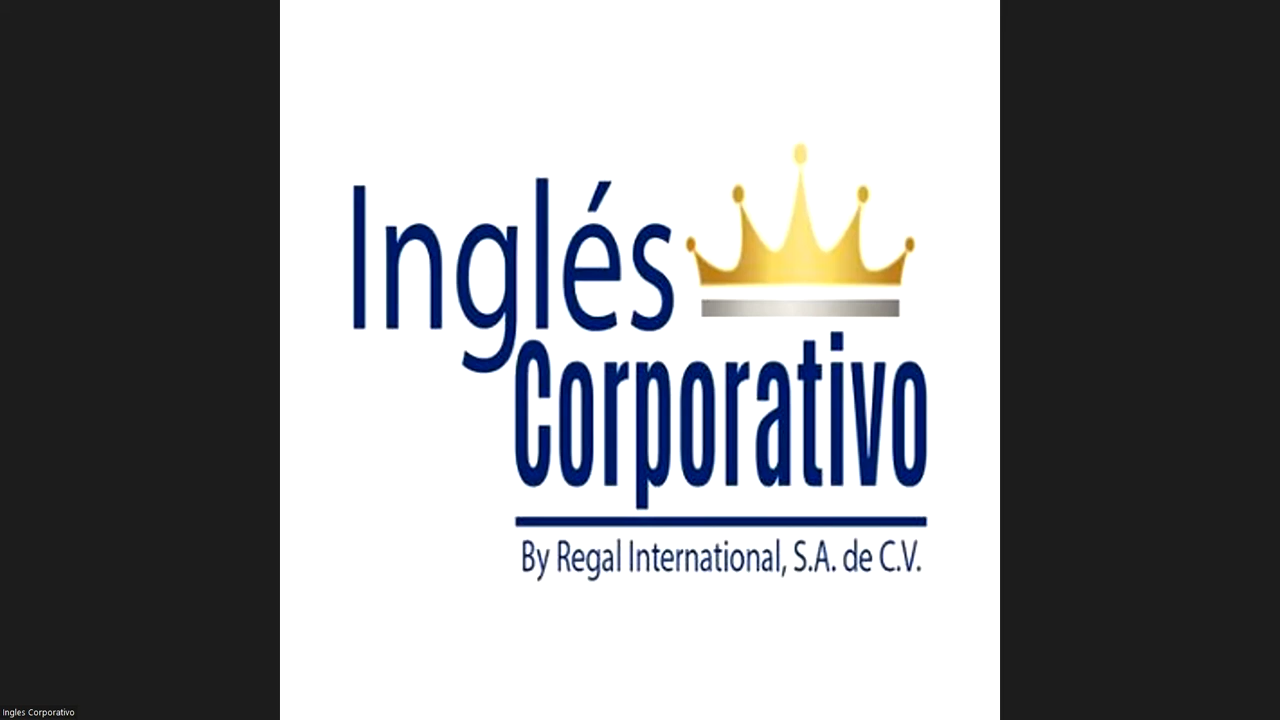 Inglés
Corporativo
By Regal International, S.A. de C.V.
Ingles Corporativo